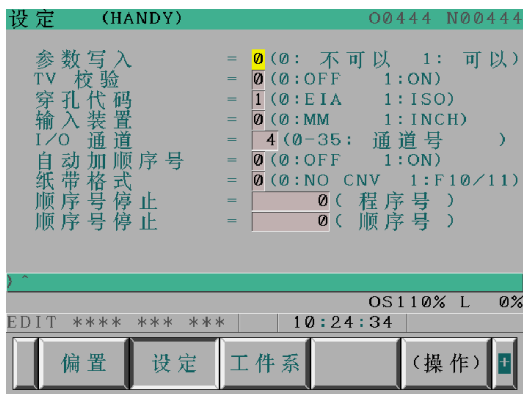 设定 (HANDY) O0444 N00444
参数写入 = 0(0: 不可以 1: 可以)
TV 校验 = 0(0:OFF 1:ON)
穿孔代码 = 1(0:EIA 1:ISO)
输入装置 = 0(0:MM 1:INCH)
I/O 通道 = 4(0-35: 通道号 )
自动加顺序号 = 0(0:OFF 1:ON)
纸带格式 = 0(0:NO CNV 1:F10/11)
顺序号停止 = 0( 程序号 )
顺序号停止 = 0( 顺序号 )
) ^
OS110% L 0%
EDIT **** *** *** 10:24:34
偏置 设定 工件系 (操作) +